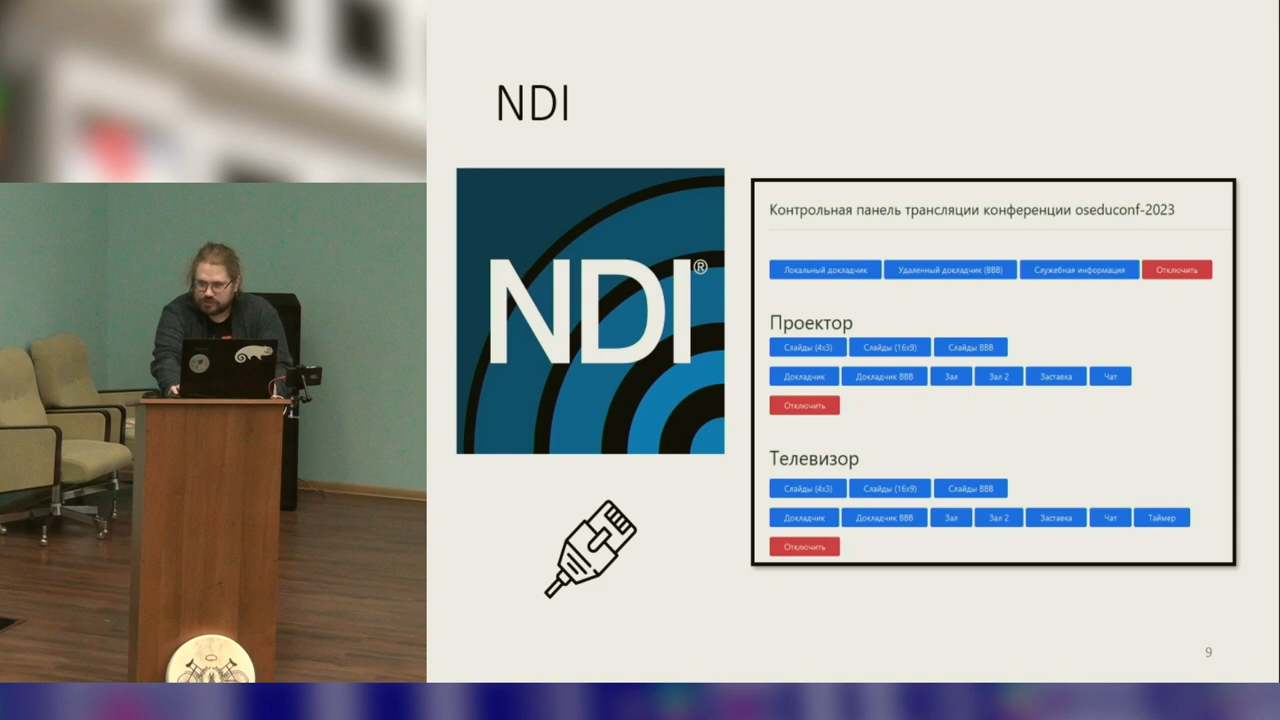 NDI
NDI®
Контрольная панель трансляции конференции oseduconf-2023
Локальный докладчик Удаленный докладчик (BBB) Служебная информация Отключить
Проектор
Слайды (4x3) Слайды (16x9) Слайды BBB
Докладчик Докладчик BBB Зал Зал 2 Заставка Чат
Отключить
Телевизор
Слайды (4x3) Слайды (16x9) Слайды BBB
Докладчик Докладчик BBB Зал Зал 2 Заставка Чат Таймер
Отключить
9